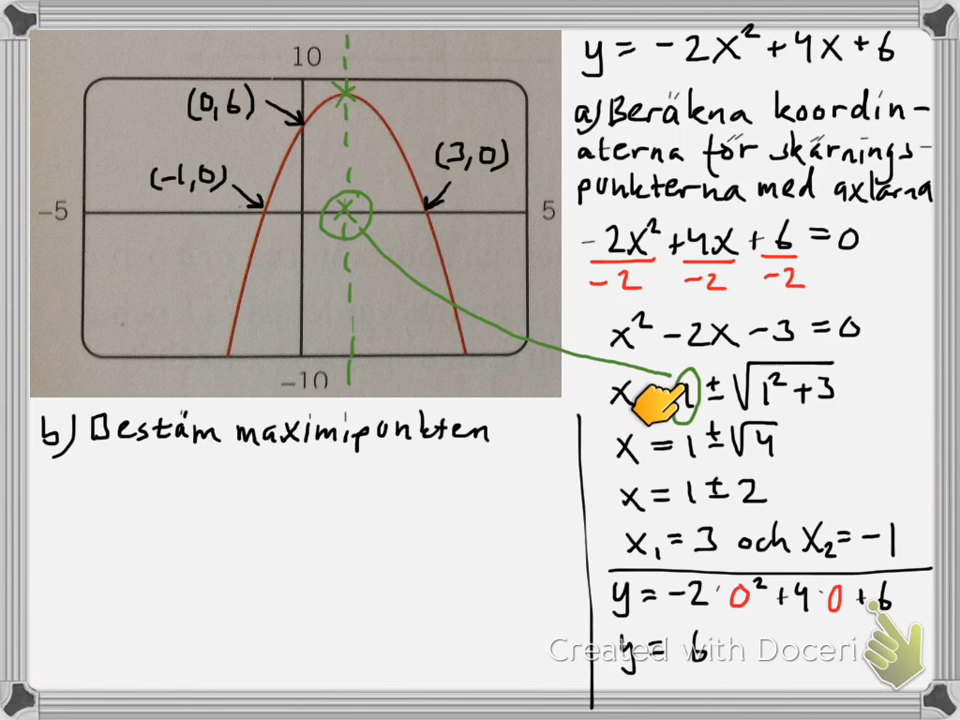 10
(0,6)
(-1,0)
(3,0)
-5
5
-10
b) Bestäm maximipunkten
y = -2x² + 4x + 6
a) Beräkna koordin-
aterna för skärnings-
punkterna med axlarna
-2x² + 4x + 6 = 0
-2 -2 -2
x² - 2x - 3 = 0
x 1 ± √1² + 3
x = 1 ± √4
x = 1 ± 2
x₁ = 3 och x₂ = -1
y = -2 · 0² + 4 · 0 + 6
y = 6
Created with Doceri